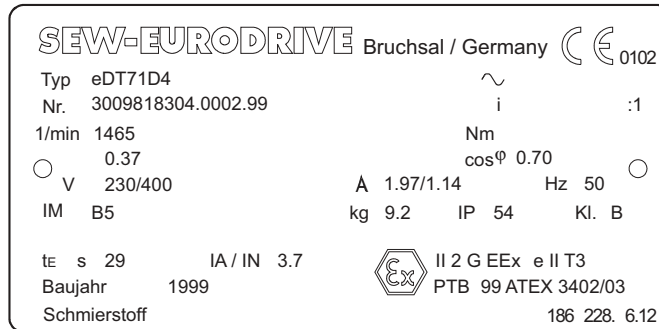 SEW-EURODRIVE Bruchsal / Germany CE 0102
Typ eDT71D4
Nr. 3009818304.0002.99 i :1
1/min 1465 Nm
0.37 cosφ 0.70
V 230/400 A 1.97/1.14 Hz 50
IM B5 kg 9.2 IP 54 Kl. B
tE s 29 IA / IN 3.7 Ex II 2 G EEx e II T3
Baujahr 1999 PTB 99 ATEX 3402/03
Schmierstoff 186 228. 6.12